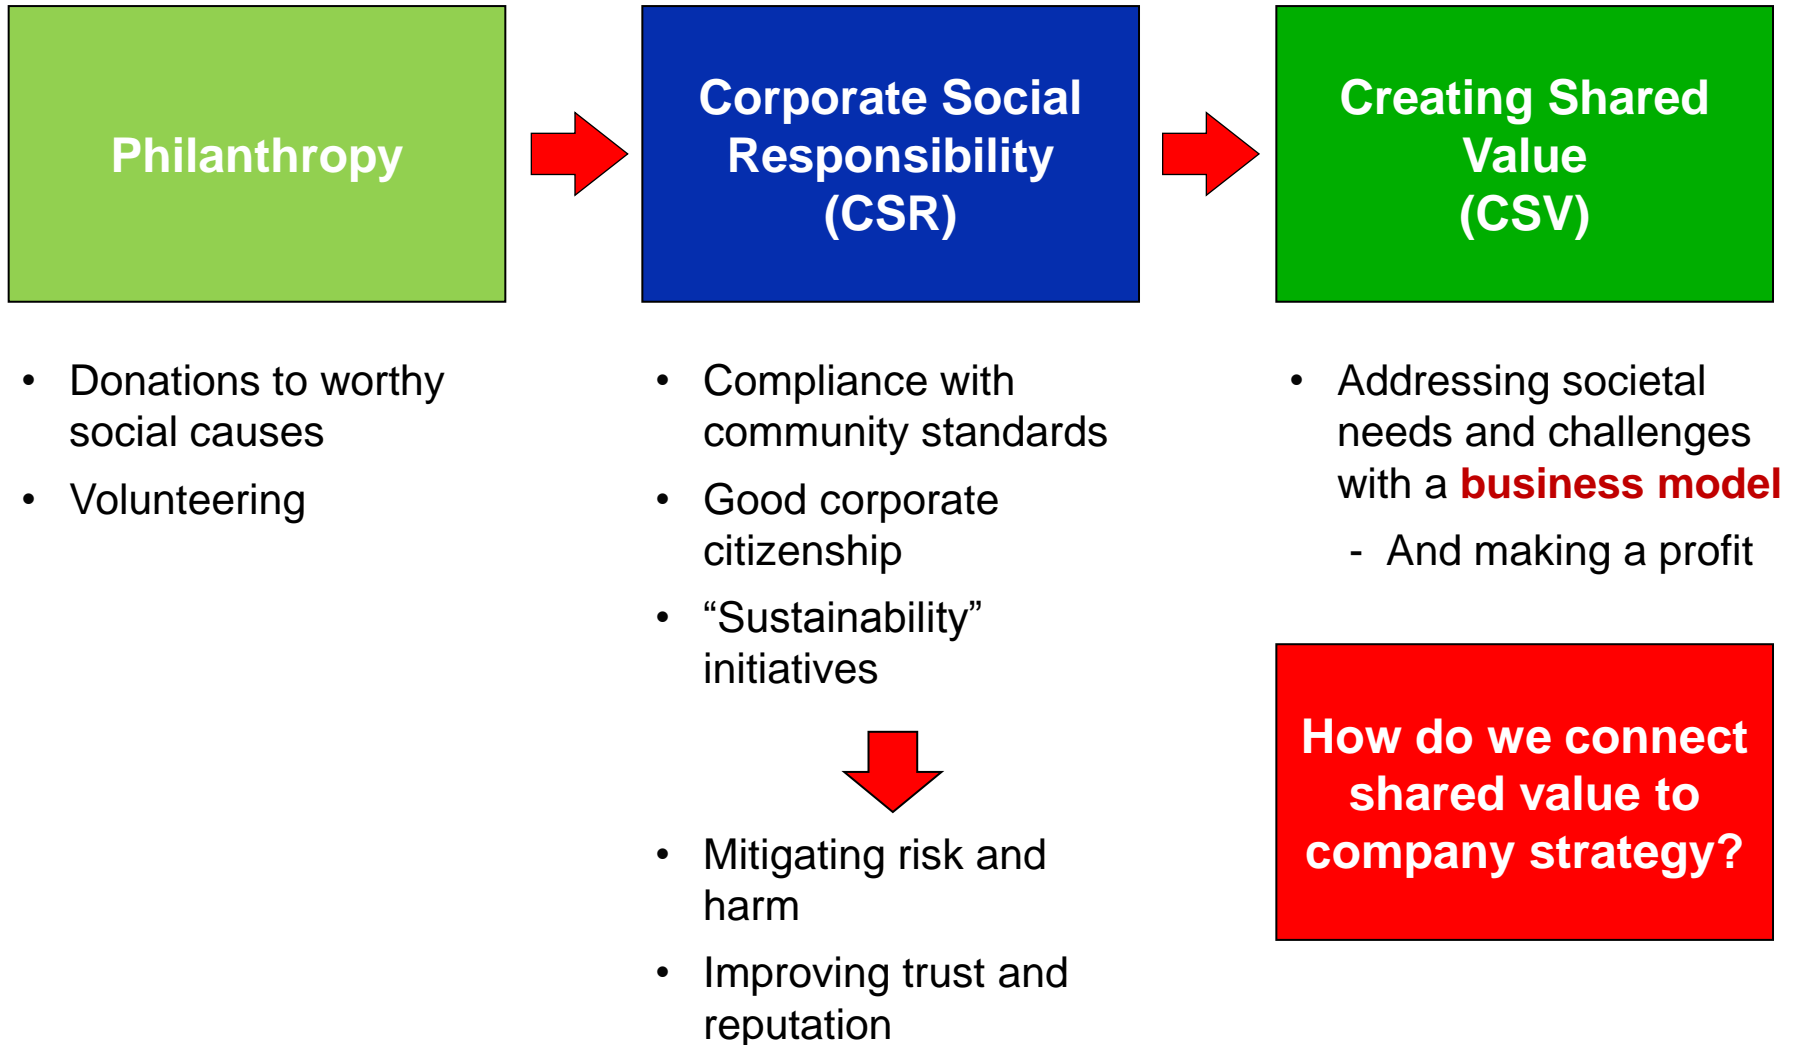 Philanthropy
Corporate Social
Responsibility
(CSR)
Creating Shared
Value
(CSV)
• Donations to worthy
social causes
• Volunteering
• Compliance with
community standards
• Good corporate
citizenship
• “Sustainability”
initiatives
• Mitigating risk and
harm
• Improving trust and
reputation
• Addressing societal
needs and challenges
with a business model
- And making a profit
How do we connect
shared value to
company strategy?